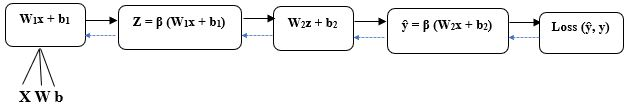 W₁x + b₁
Z = β (W₁x + b₁)
W₂z + b₂
ŷ = β (W₂x + b₂)
Loss (ŷ, y)
X W b